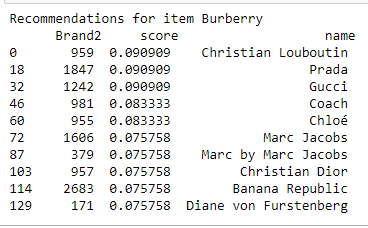 Recommendations for item Burberry
Brand2 score name
0 959 0.090909 Christian Louboutin
18 1847 0.090909 Prada
32 1242 0.090909 Gucci
46 981 0.083333 Coach
60 955 0.083333 Chloé
72 1606 0.075758 Marc Jacobs
87 379 0.075758 Marc by Marc Jacobs
103 957 0.075758 Christian Dior
114 2683 0.075758 Banana Republic
129 171 0.075758 Diane von Furstenberg